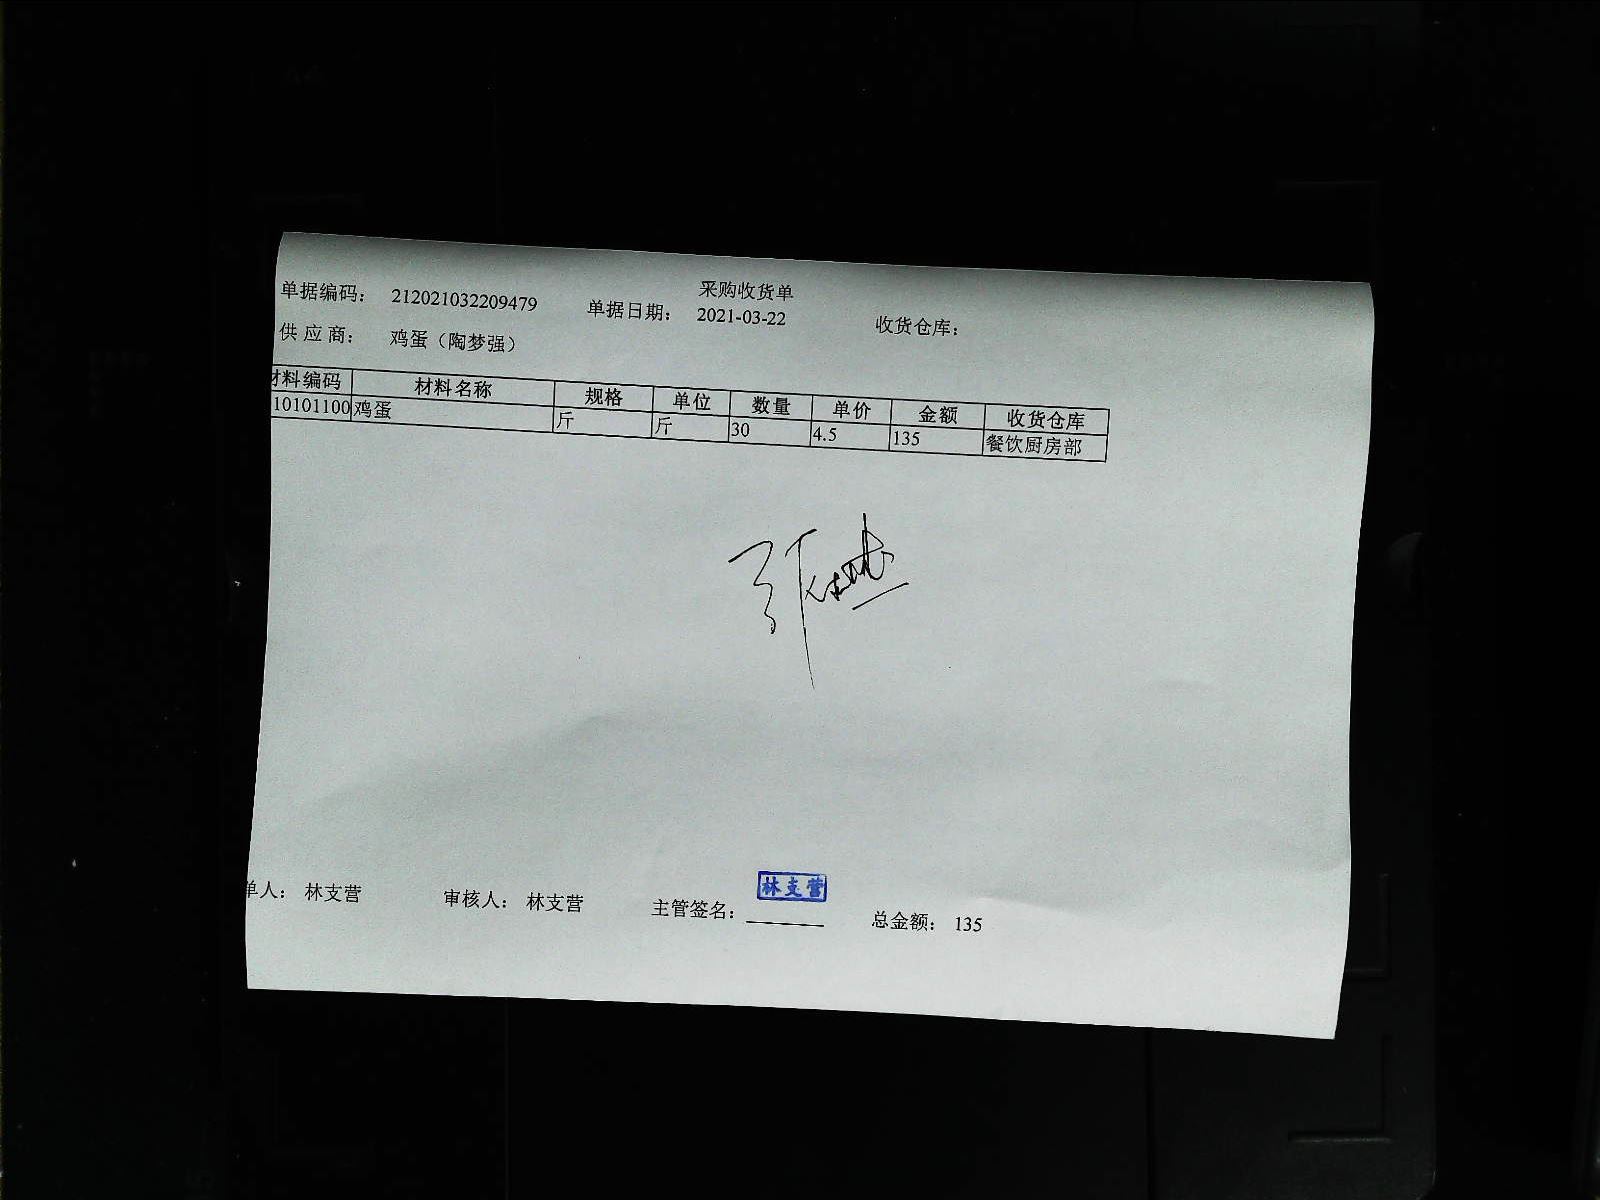 采购收货单
单据编码： 212021032209479 单据日期： 2021-03-22 收货仓库：
供 应 商： 鸡蛋（陶梦强）
材料编码 材料名称 规格 单位 数量 单价 金额 收货仓库
10101100 鸡蛋 斤 斤 30 4.5 135 餐饮厨房部
单人： 林支营 审核人： 林支营 主管签名： 林支营 总金额： 135